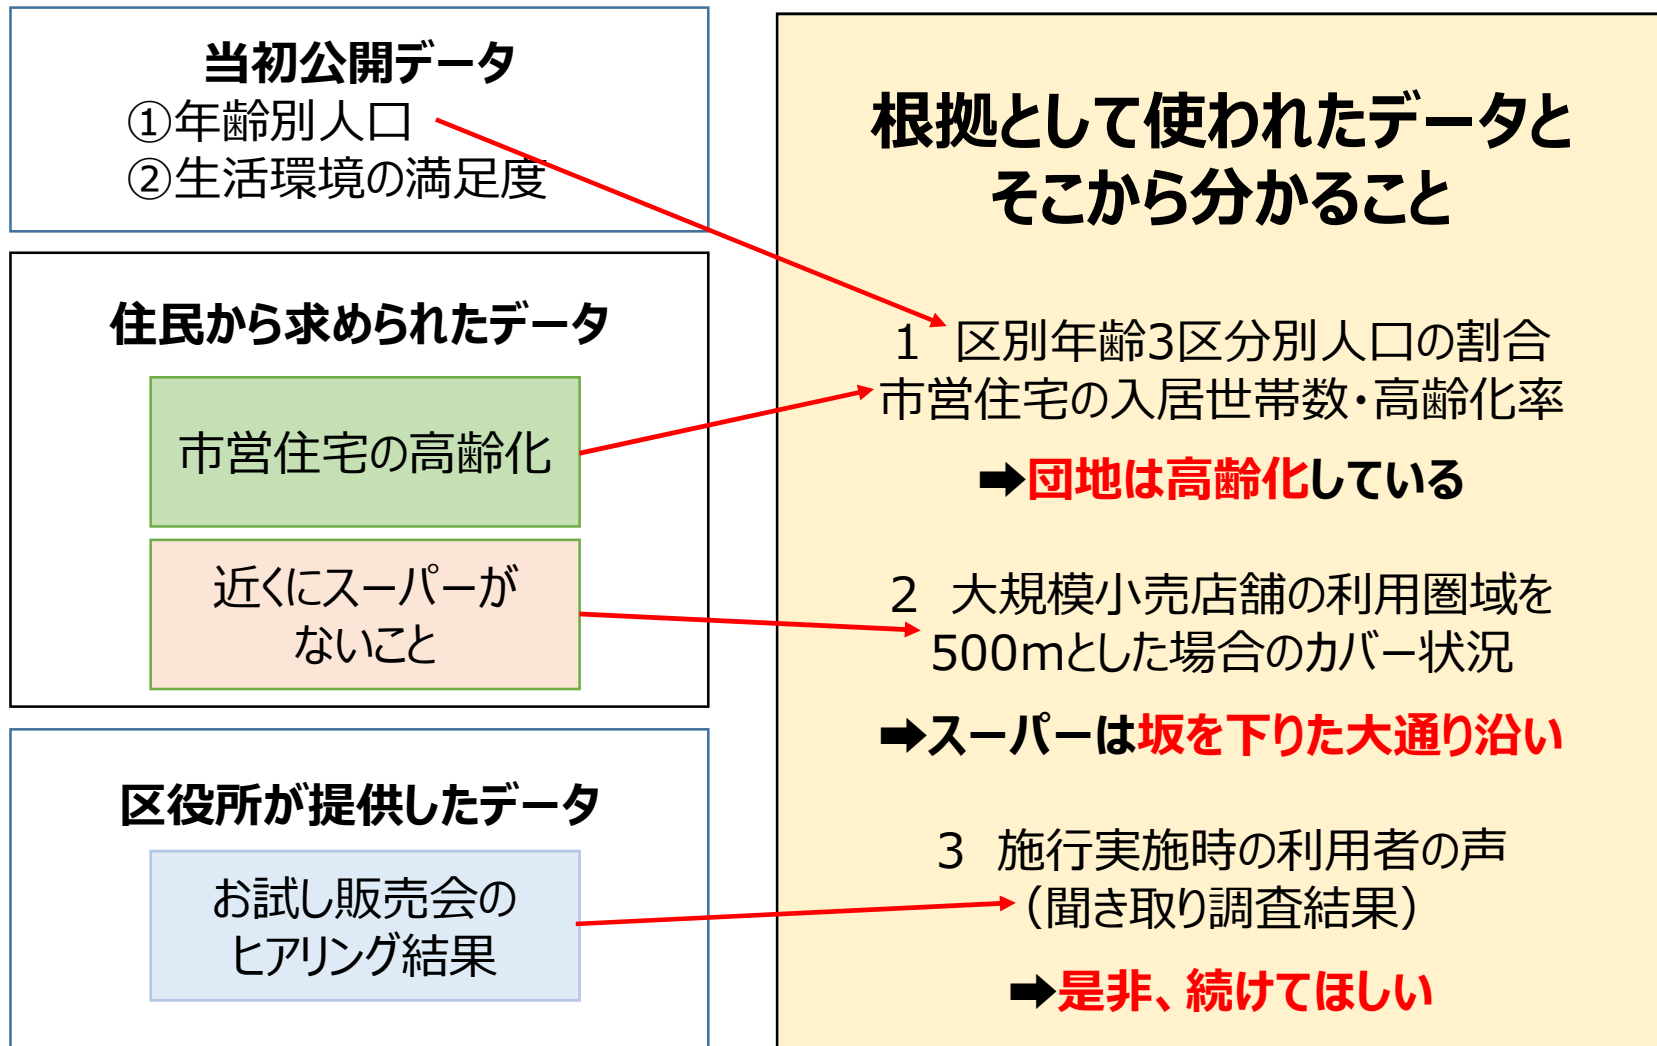 当初公開データ
①年齢別人口
②生活環境の満足度
住民から求められたデータ
市営住宅の高齢化
近くにスーパーが
ないこと
区役所が提供したデータ
お試し販売会の
ヒアリング結果
根拠として使われたデータと
そこから分かること
1 区別年齢3区分別人口の割合
市営住宅の入居世帯数・高齢化率
➡団地は高齢化している
2 大規模小売店舗の利用圏域を
500mとした場合のカバー状況
➡スーパーは坂を下りた大通り沿い
3 施行実施時の利用者の声
（聞き取り調査結果）
➡是非、続けてほしい